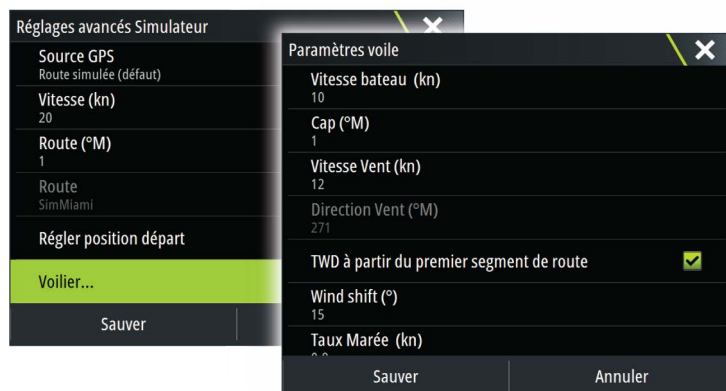 Réglages avancés Simulateur
Source GPS
Route simulée (défaut)
Vitesse (kn)
20
Route (°M)
1
Route
SimMiami
Régler position départ
Voilier...
Sauver
Paramètres voile
Vitesse bateau (kn)
10
Cap (°M)
1
Vitesse Vent (kn)
12
Direction Vent (°M)
271
TWD à partir du premier segment de route
Wind shift (°)
15
Taux Marée (kn)
Sauver
Annuler